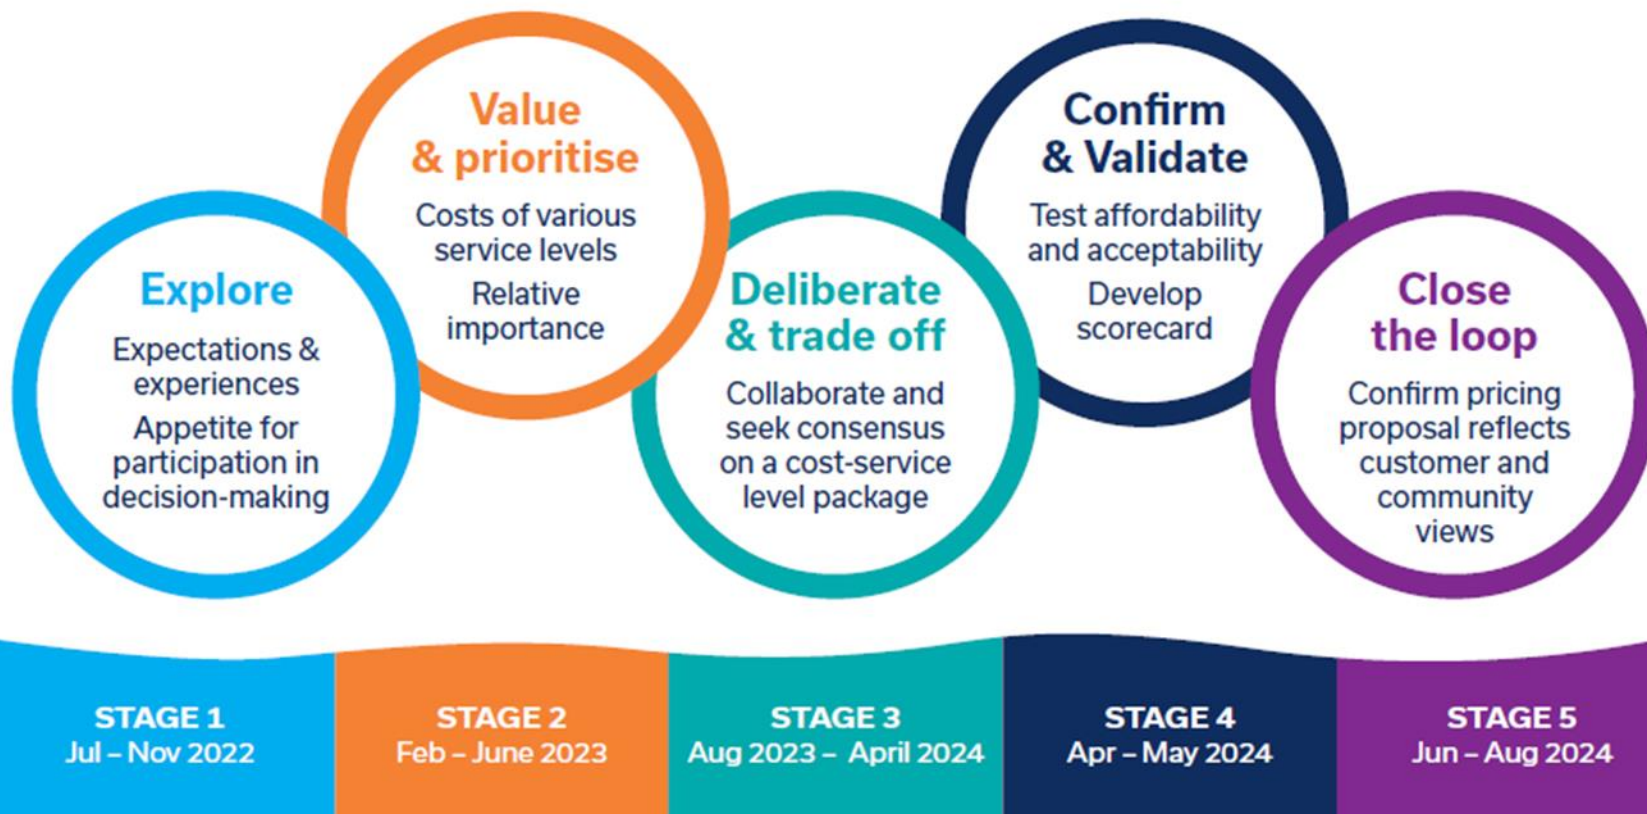 Explore
Expectations &
experiences
Appetite for
participation in
decision-making
Value
& prioritise
Costs of various
service levels
Relative
importance
Deliberate
& trade off
Collaborate and
seek consensus
on a cost-service
level package
Confirm
& Validate
Test affordability
and acceptability
Develop
scorecard
Close
the loop
Confirm pricing
proposal reflects
customer and
community
views
STAGE 1
Jul – Nov 2022
STAGE 2
Feb – June 2023
STAGE 3
Aug 2023 – April 2024
STAGE 4
Apr – May 2024
STAGE 5
Jun – Aug 2024